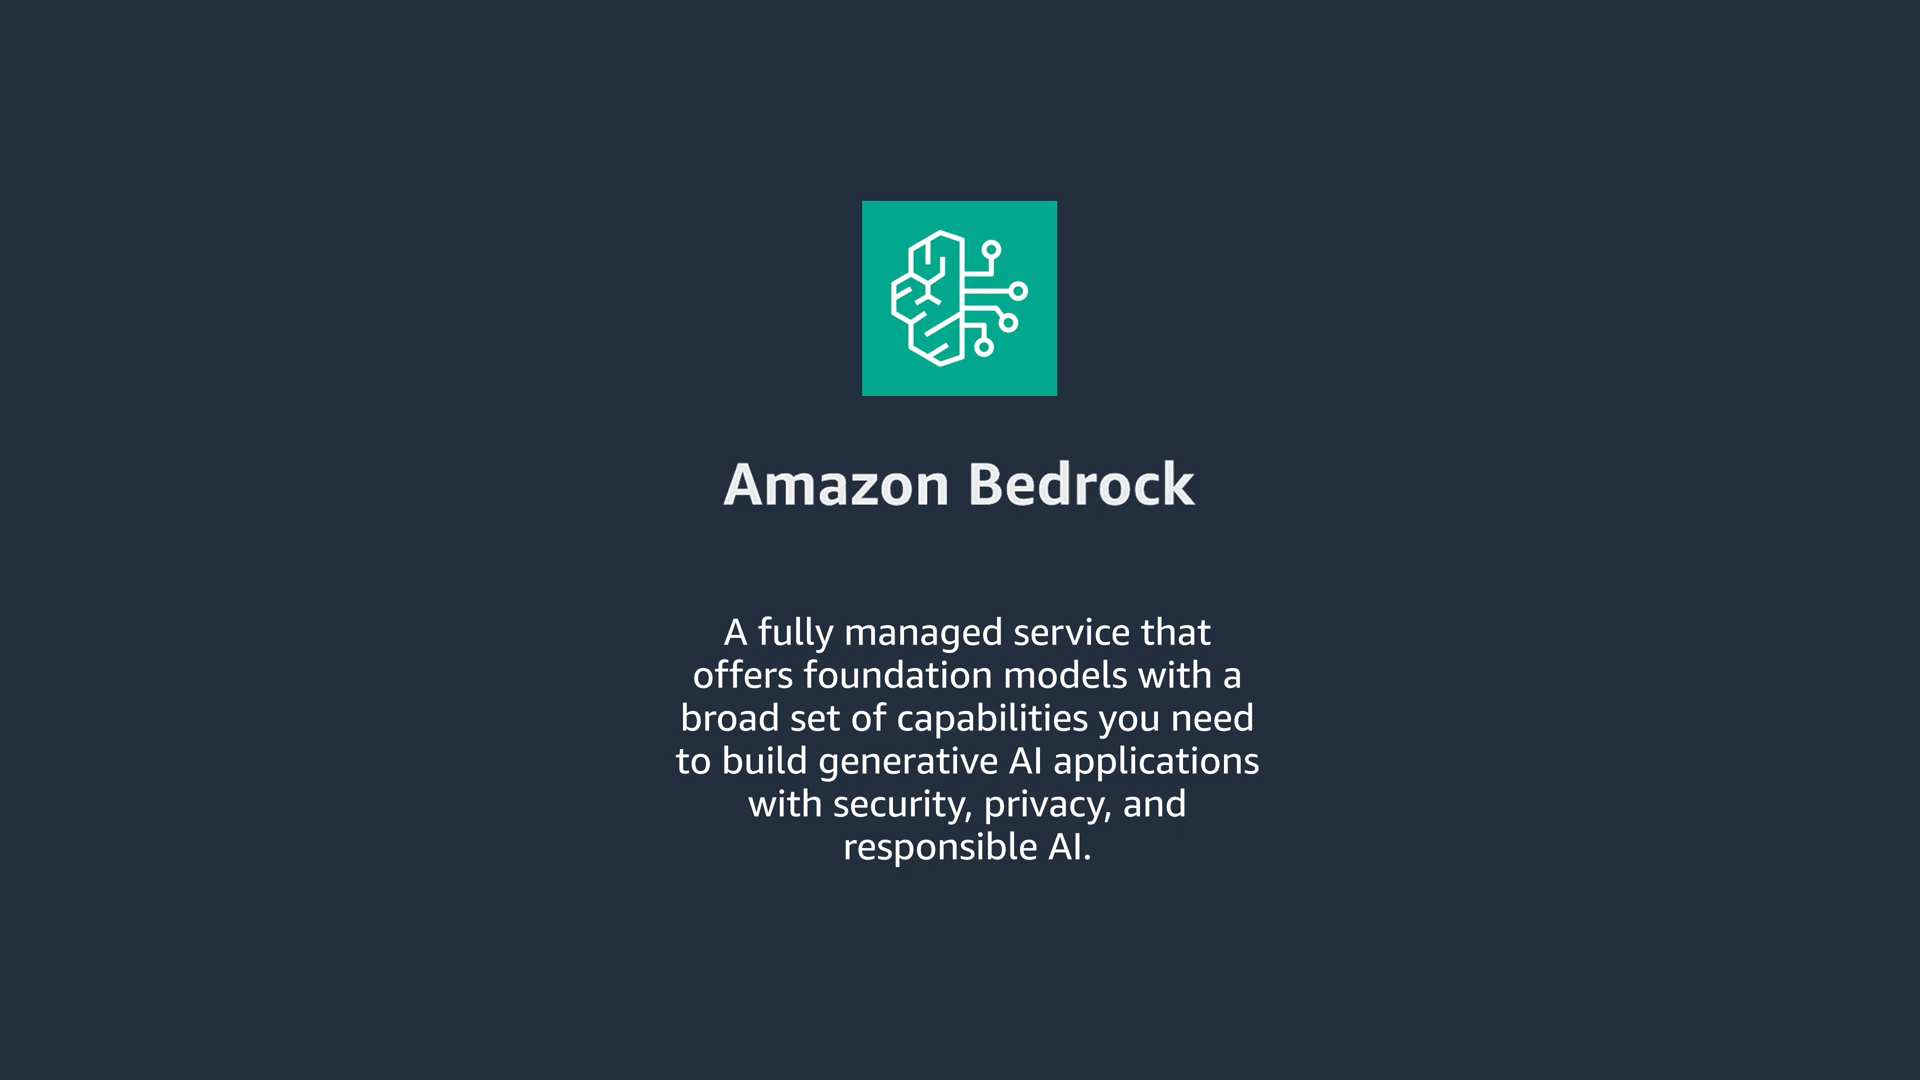 Amazon Bedrock
A fully managed service that
offers foundation models with a
broad set of capabilities you need
to build generative AI applications
with security, privacy, and
responsible AI.